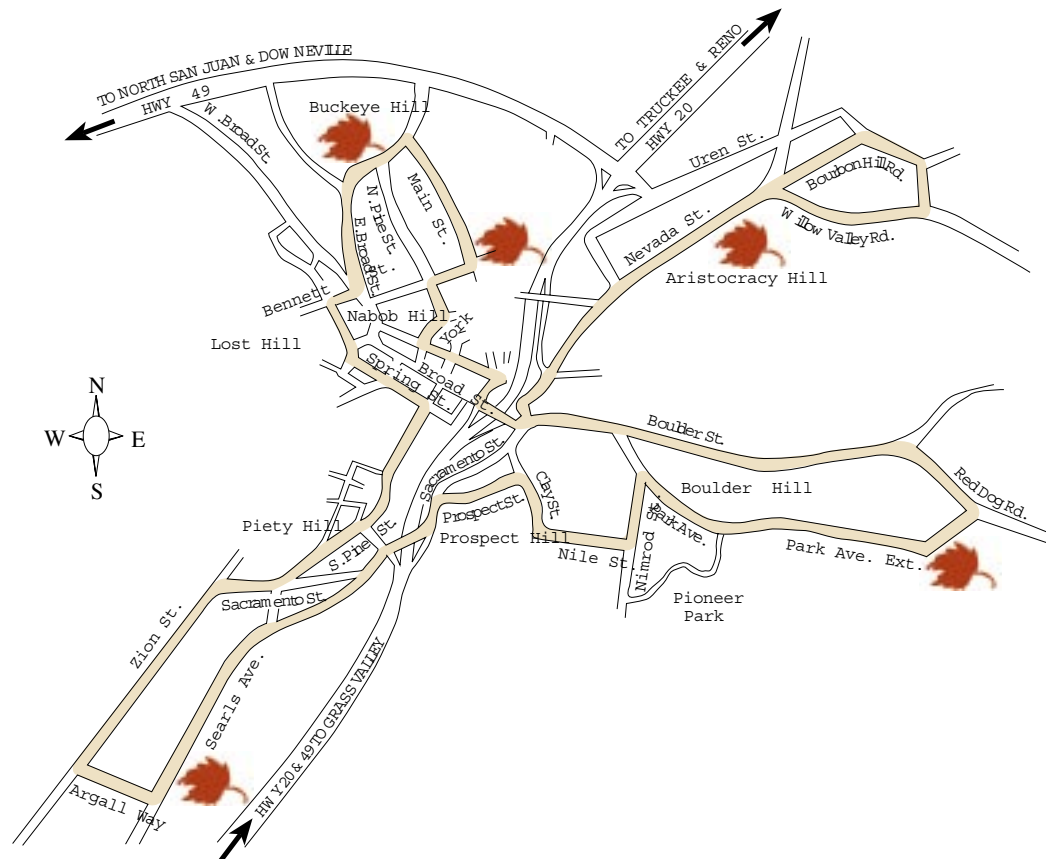 TO NORTH SAN JUAN & DOWNEVILLE
HWY 49
TO TRUCKEE & RENO
HWY 20
Buckeye Hill
W. Broad St.
Uren St.
Bourbon Hill Rd.
N. Pine St.
Main St.
E. Broad St.
St.
Willow Valley Rd.
Nevada St.
Aristocracy Hill
Bennett
Nabob Hill
York
Lost Hill
Spring St.
Broad St.
N
W E
S
Boulder St.
Sacramento St.
Clay St.
Boulder Hill
Red Dog Rd.
Prospect St.
Park Ave.
Piety Hill
S. Pine St.
Prospect Hill
Nile St.
Nimrod St.
Park Ave. Ext.
Sacramento St.
Pioneer
Park
Zion St.
Searls Ave.
HWY 20 & 49 TO GRASS VALLEY
Argall Way